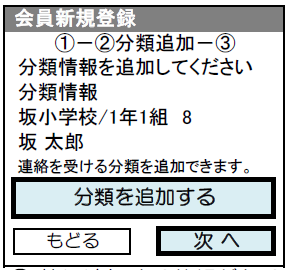 会員新規登録
①－②分類追加－③
分類情報を追加してください
分類情報
坂小学校/1年1組 8
坂 太郎
連絡を受ける分類を追加できます。
分類を追加する
もどる 次 へ